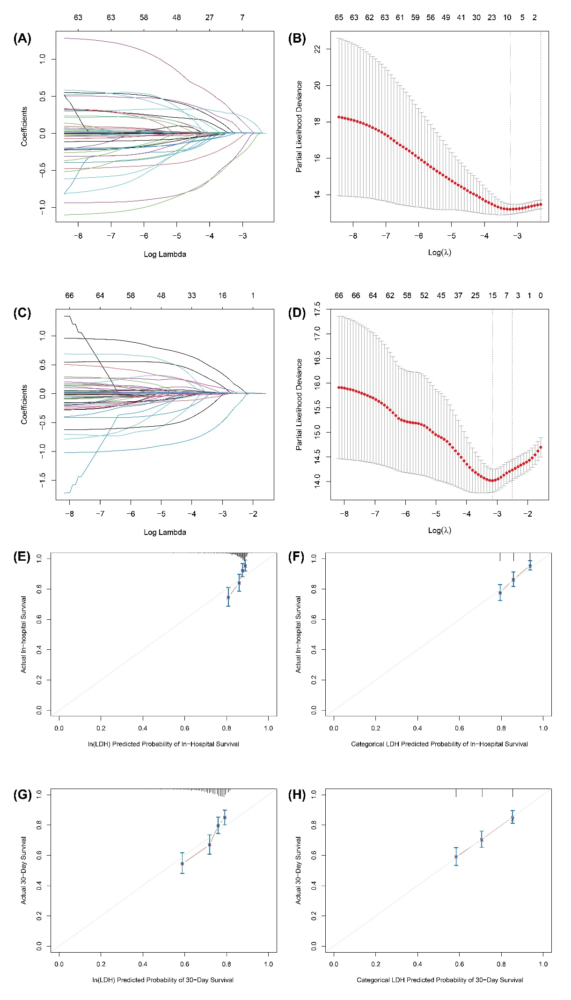 63 63 58 48 27 7
(A)
1.0
0.5
0.0
−0.5
−1.0
Coefficients
−8 −7 −6 −5 −4 −3
Log Lambda
65 63 62 63 61 59 56 49 41 30 23 10 5 2
(B)
22
20
18
16
14
Partial Likelihood Deviance
−8 −7 −6 −5 −4 −3
Log(λ)
66 64 58 48 33 16 1
(C)
1.0
0.5
0.0
−0.5
−1.0
−1.5
Coefficients
−8 −7 −6 −5 −4 −3 −2
Log Lambda
66 66 64 62 58 52 45 37 25 15 7 3 1 0
(D)
17.5
17.0
16.5
16.0
15.5
15.0
14.5
14.0
Partial Likelihood Deviance
−8 −7 −6 −5 −4 −3 −2
Log(λ)
(E)
1.0
0.8
0.6
0.4
0.2
0.0
Actual In−hospital Survival
0.0 0.2 0.4 0.6 0.8 1.0
ln(LDH) Predicted Probability of In−Hospital Survival
(F)
1.0
0.8
0.6
0.4
0.2
0.0
Actual In−hospital Survival
0.0 0.2 0.4 0.6 0.8 1.0
Categorical LDH Predicted Probability of In−Hospital Survival
(G)
1.0
0.8
0.6
0.4
0.2
0.0
Actual 30−Day Survival
0.0 0.2 0.4 0.6 0.8 1.0
ln(LDH) Predicted Probability of 30−Day Survival
(H)
1.0
0.8
0.6
0.4
0.2
0.0
Actual 30−Day Survival
0.0 0.2 0.4 0.6 0.8 1.0
Categorical LDH Predicted Probability of 30−Day Survival